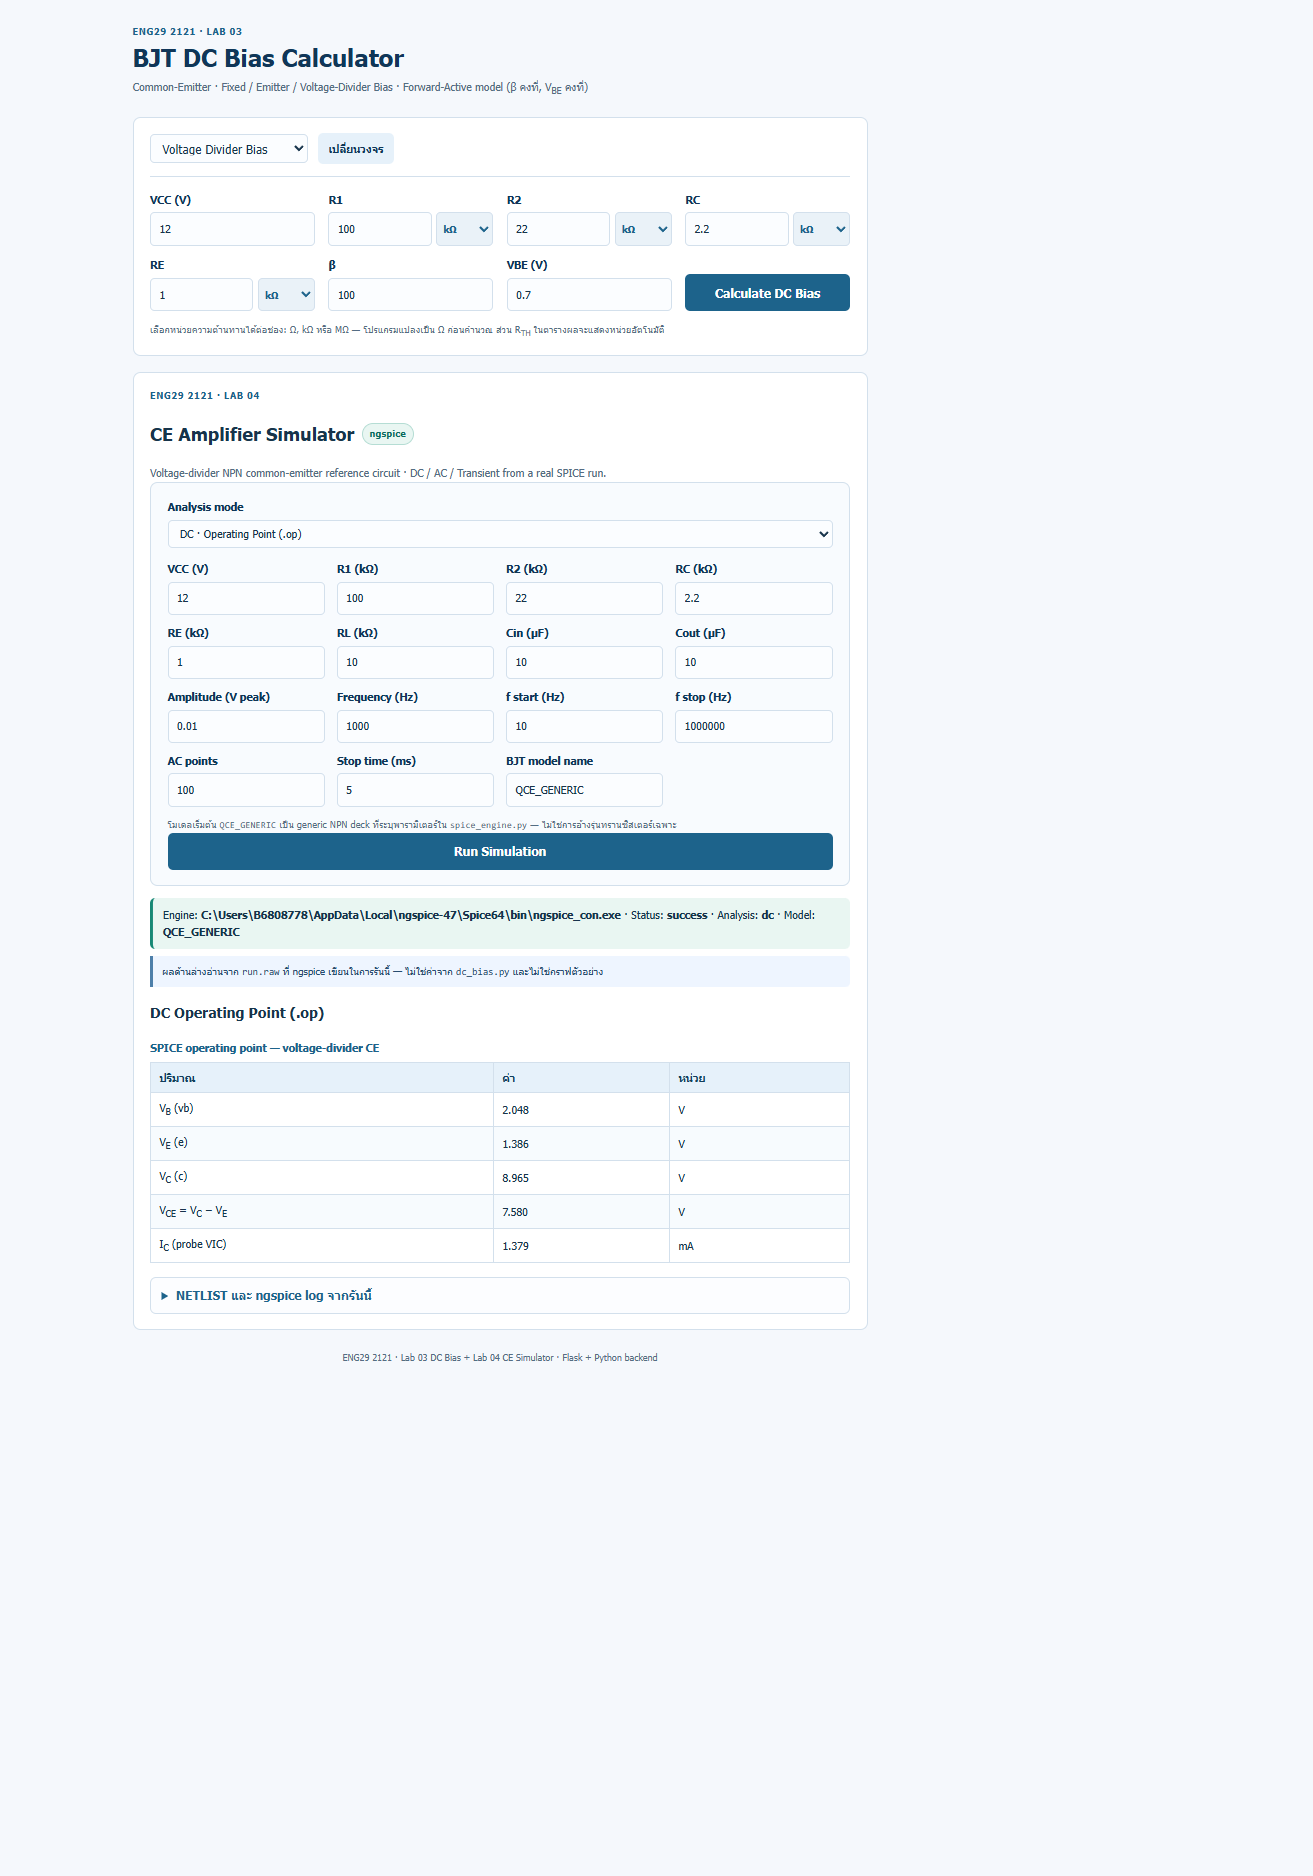 ENG29 2121 · LAB 03
BJT DC Bias Calculator
Common-Emitter · Fixed / Emitter / Voltage-Divider Bias · Forward-Active model (β คงที่, VBE คงที่)
Voltage Divider Bias
เปลี่ยนวงจร
VCC (V) R1 R2 RC
12 100 kΩ 22 kΩ 2.2 kΩ
RE β VBE (V)
1 kΩ 100 0.7 Calculate DC Bias
เลือกหน่วยความต้านทานได้ต่อช่อง: Ω, kΩ หรือ MΩ — โปรแกรมแปลงเป็น Ω ก่อนคำนวณ ส่วน RTH ในตารางผลจะแสดงหน่วยอัตโนมัติ
ENG29 2121 · LAB 04
CE Amplifier Simulator ngspice
Voltage-divider NPN common-emitter reference circuit · DC / AC / Transient from a real SPICE run.
Analysis mode
DC · Operating Point (.op)
VCC (V) R1 (kΩ) R2 (kΩ) RC (kΩ)
12 100 22 2.2
RE (kΩ) RL (kΩ) Cin (µF) Cout (µF)
1 10 10 10
Amplitude (V peak) Frequency (Hz) f start (Hz) f stop (Hz)
0.01 1000 10 1000000
AC points Stop time (ms) BJT model name
100 5 QCE_GENERIC
โมเดลเริ่มต้น QCE_GENERIC เป็น generic NPN deck ที่ระบุพารามิเตอร์ใน spice_engine.py — ไม่ใช่การอ้างรุ่นทรานซิสเตอร์เฉพาะ
Run Simulation
Engine: C:\Users\B6808778\AppData\Local\ngspice-47\Spice64\bin\ngspice_con.exe · Status: success · Analysis: dc · Model:
QCE_GENERIC
ผลด้านล่างอ่านจาก run.raw ที่ ngspice เขียนในการรันนี้ — ไม่ใช่ค่าจาก dc_bias.py และไม่ใช่กราฟตัวอย่าง
DC Operating Point (.op)
SPICE operating point — voltage-divider CE
ปริมาณ ค่า หน่วย
VB (vb) 2.048 V
VE (e) 1.386 V
VC (c) 8.965 V
VCE = VC − VE 7.580 V
IC (probe VIC) 1.379 mA
▶ NETLIST และ ngspice log จากรันนี้
ENG29 2121 · Lab 03 DC Bias + Lab 04 CE Simulator · Flask + Python backend